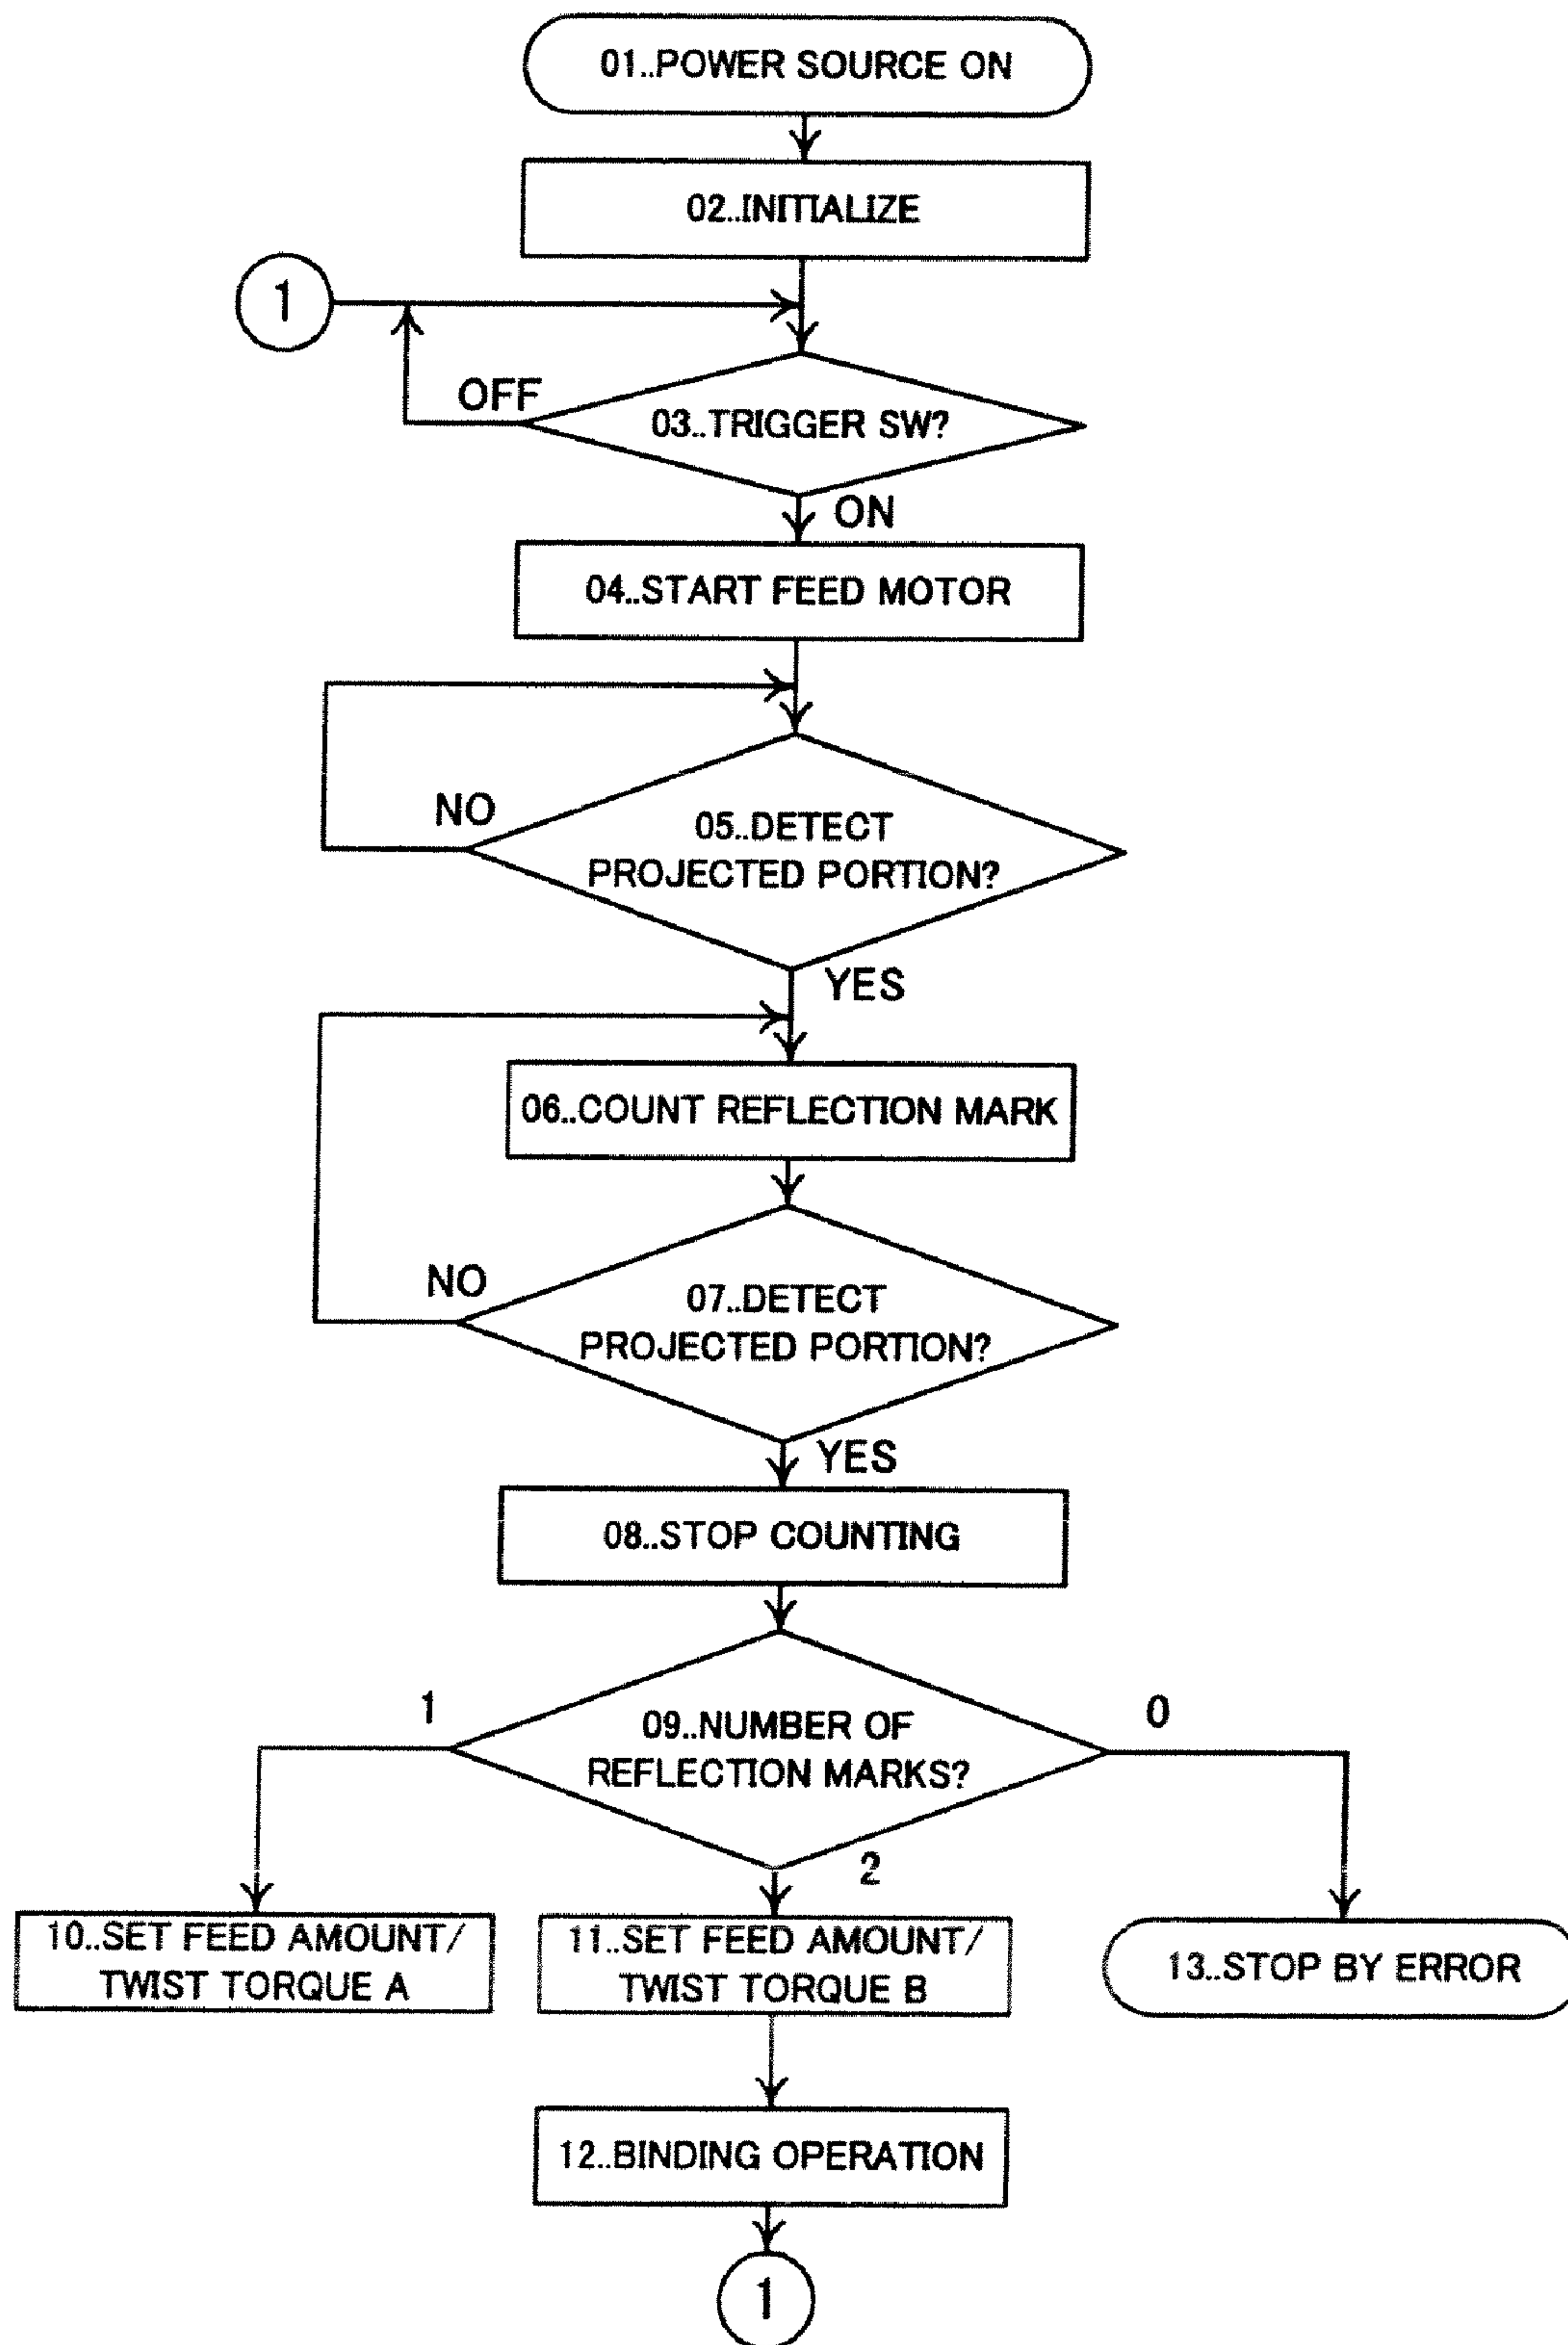 01..POWER SOURCE ON
02..INITIALIZE
1
OFF
03..TRIGGER SW?
ON
04..START FEED MOTOR
NO
05..DETECT
PROJECTED PORTION?
YES
06..COUNT REFLECTION MARK
NO
07..DETECT
PROJECTED PORTION?
YES
08..STOP COUNTING
1
09..NUMBER OF
REFLECTION MARKS?
0
2
10..SET FEED AMOUNT/
TWIST TORQUE A
11..SET FEED AMOUNT/
TWIST TORQUE B
13..STOP BY ERROR
12..BINDING OPERATION
1